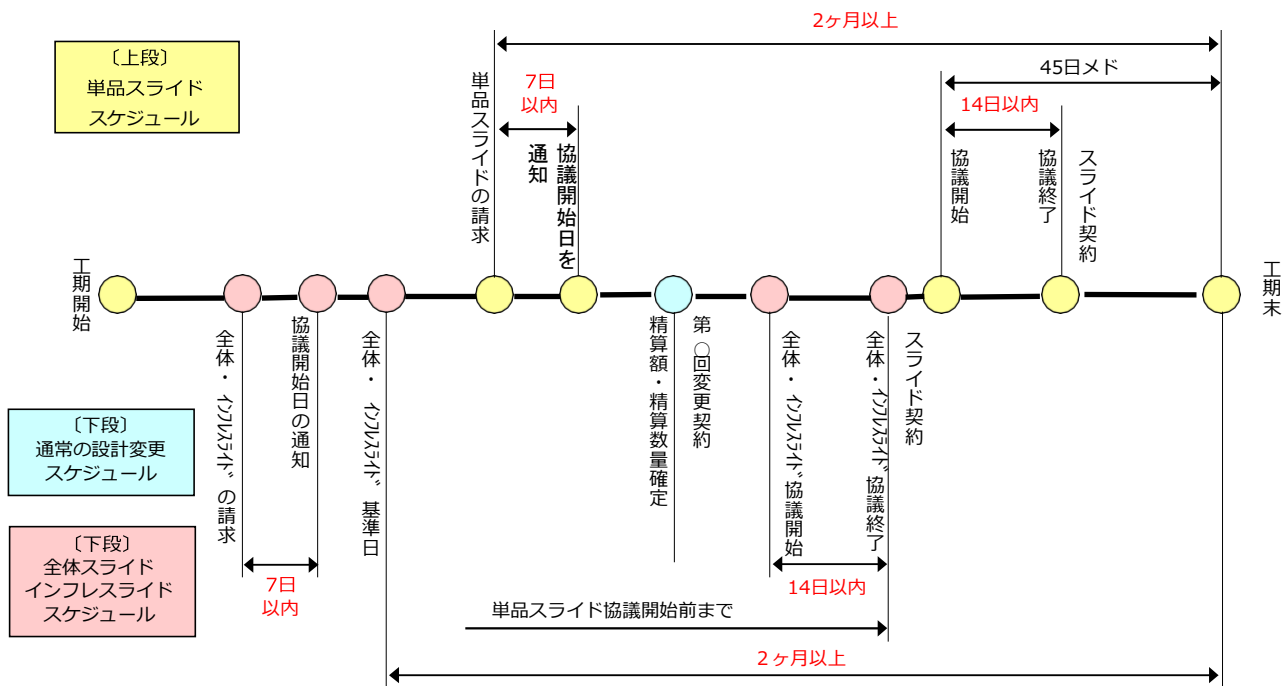 2ヶ月以上
〔上段〕
単品スライド
スケジュール
45日メド
7日
以内
14日以内
単品スライドの請求
協議開始日を
通知
協議開始
協議終了
スライド契約
工期開始
工期末
全体・インフレスライドの請求
協議開始日の通知
全体・インフレスライド 基準日
精算額・精算数量確定
第○回変更契約
全体・インフレスライド協議開始
全体・インフレスライド協議終了
スライド契約
〔下段〕
通常の設計変更
スケジュール
〔下段〕
全体スライド
インフレスライド
スケジュール
7日
以内
14日以内
単品スライド協議開始前まで
2ヶ月以上